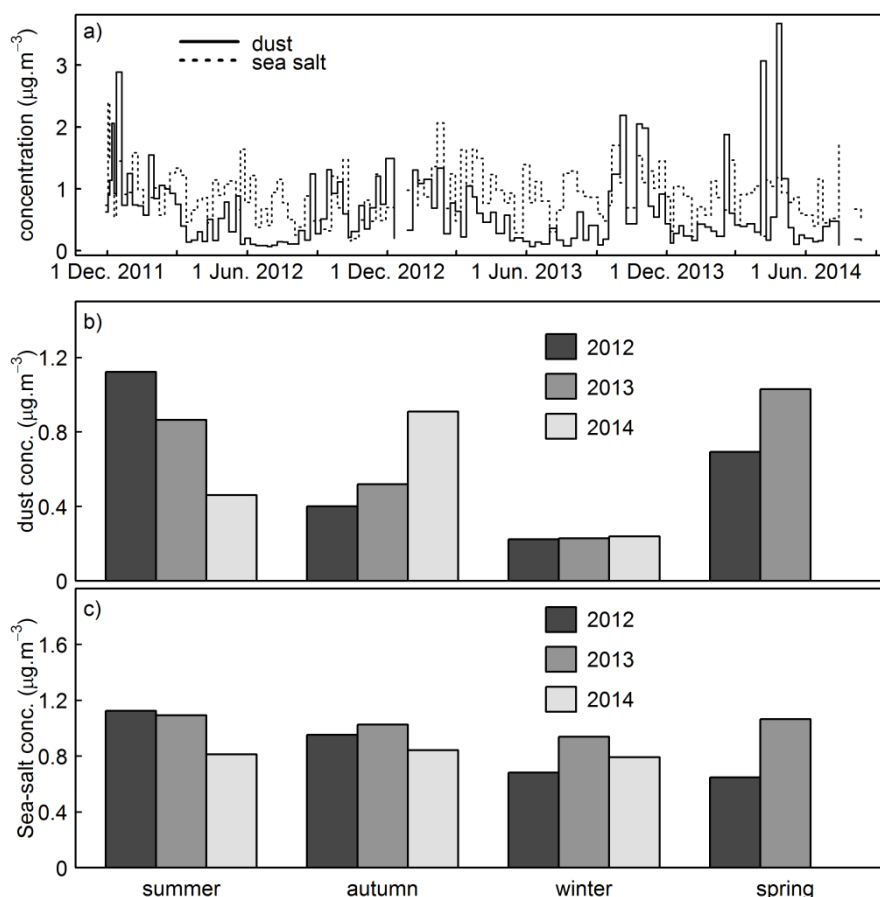 a)
dust
sea salt
concentration (μg.m⁻³)
3
2
1
0
1 Dec. 2011 1 Jun. 2012 1 Dec. 2012 1 Jun. 2013 1 Dec. 2013 1 Jun. 2014
b)
dust conc. (μg.m⁻³)
1.2
0.8
0.4
0
2012
2013
2014
c)
Sea-salt conc. (μg.m⁻³)
1.6
1.2
0.8
0.4
0
2012
2013
2014
summer autumn winter spring